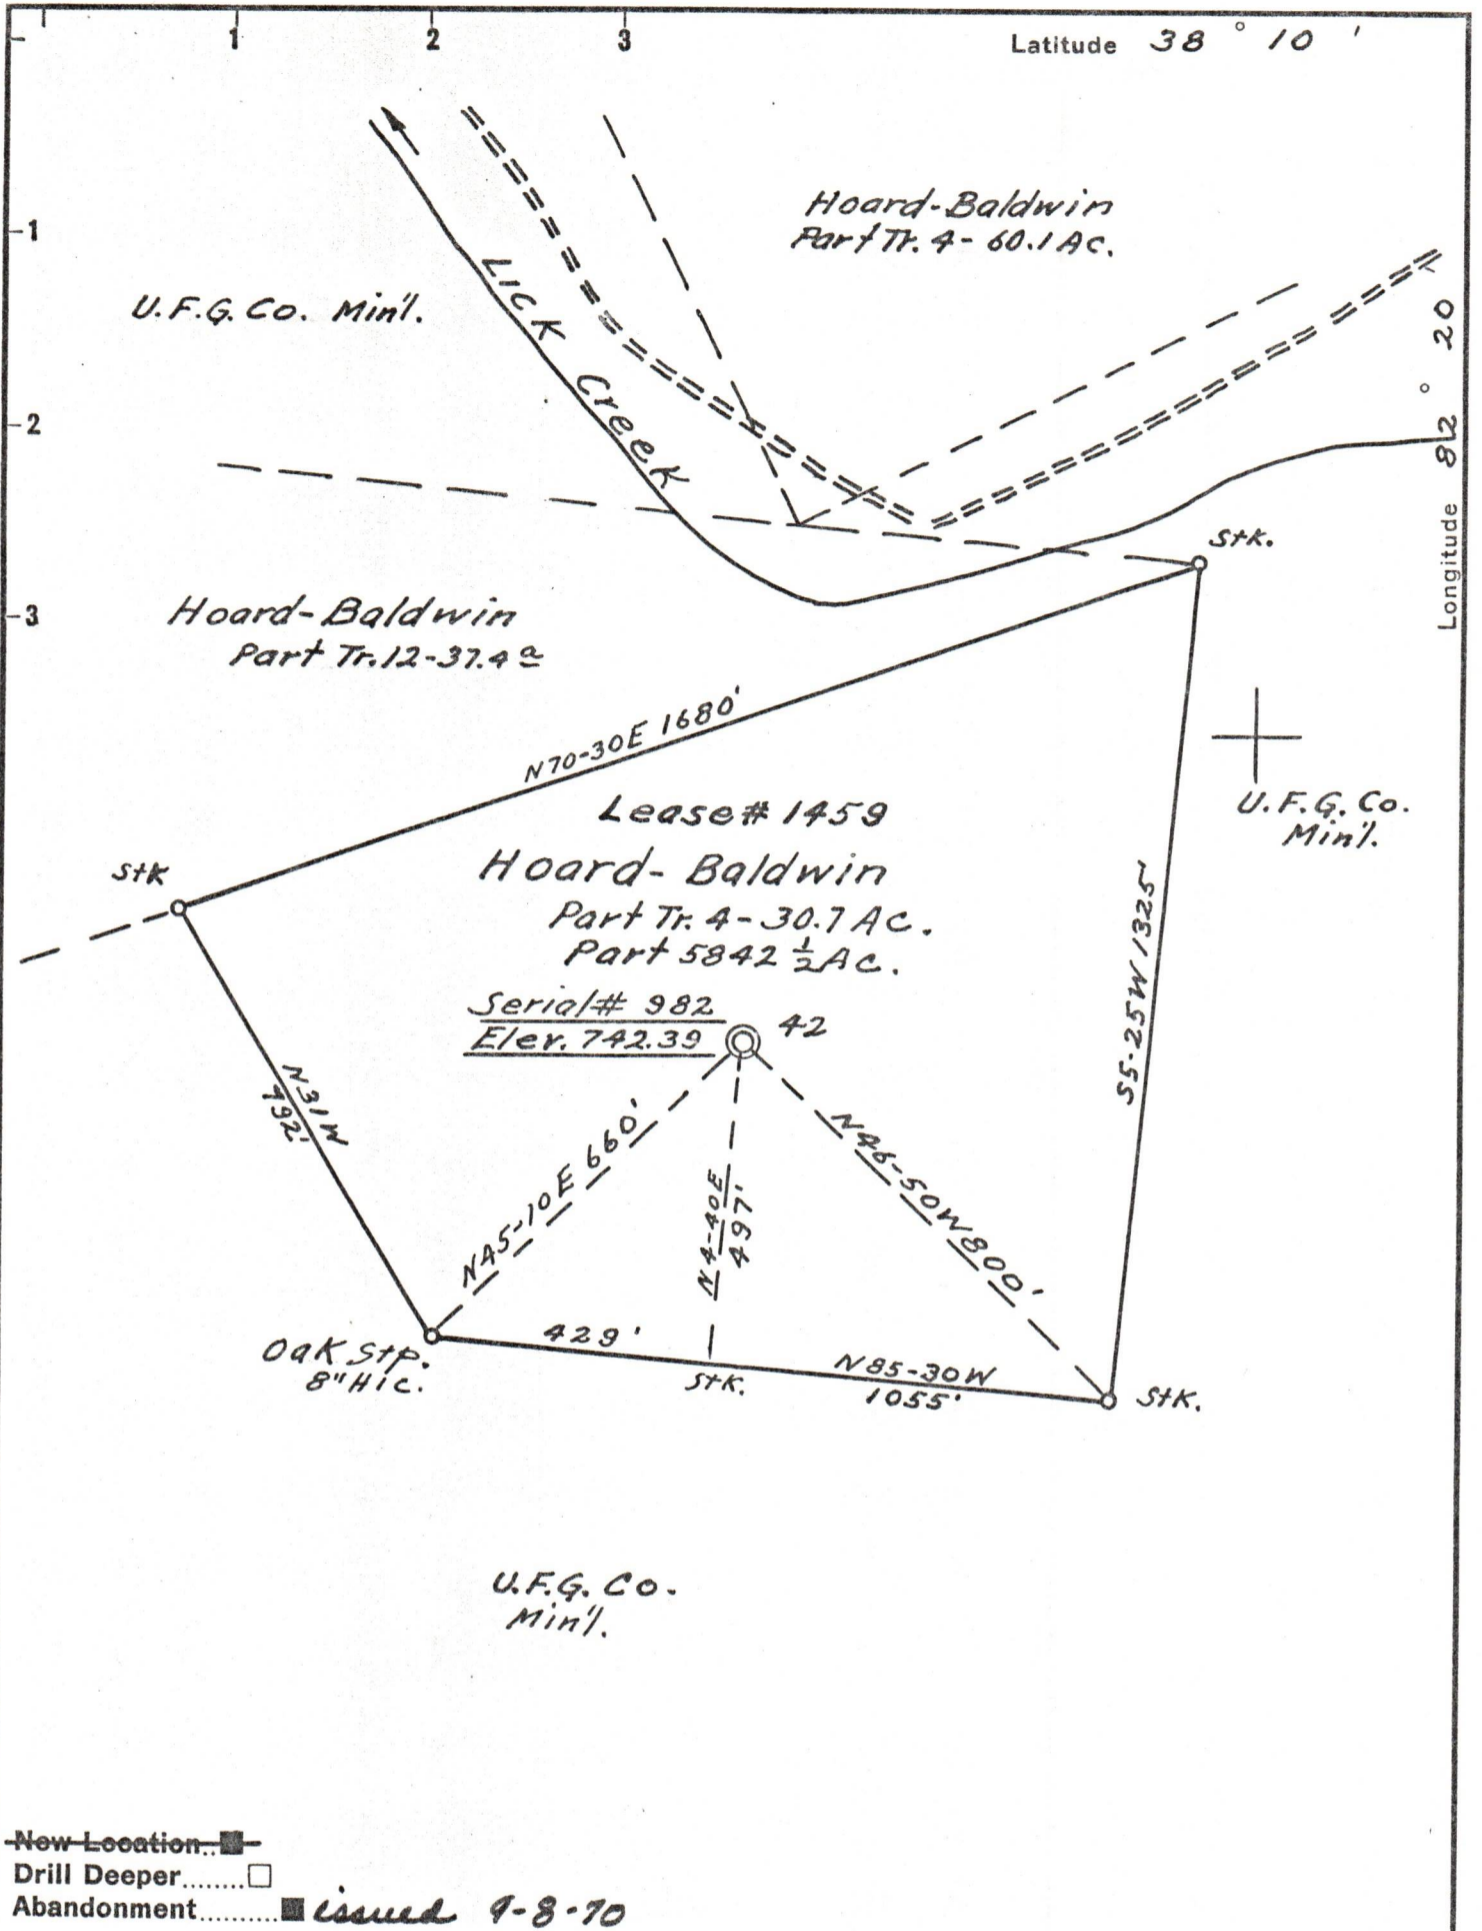 1 2 3 Latitude 38° 10'
Hoard-Baldwin
Part Tr. 4 - 60.1 Ac.
-1
Lick Creek
U.F.G. Co. Min'l.
-2
Longitude 82° 20
Stk.
-3
Hoard-Baldwin
Part Tr. 12-37.4 a
N70-30E 1680'
Lease# 1459
U.F.G. Co.
Min'l.
Stk
Hoard-Baldwin
Part Tr. 4 - 30.7 Ac.
Part 5842 ½ Ac.
S5-25W 1325'
Serial# 982
Elev. 742.39
42
N31W
N45-10E 660'
N4-40E
497'
N46-50W 800'
429'
Oak Stp.
8" Hic.
Stk.
N85-30W
1055'
Stk.
U.F.G. Co.
Min'l.
New Location..■
Drill Deeper........□
Abandonment..........■ issued 9-8-70